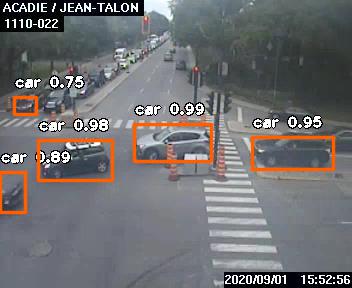 ACADIE / JEAN-TALON
1110-022
car 0.75
car 0.99
car 0.98
car 0.95
car 0.89
2020/09/01 15:52:56